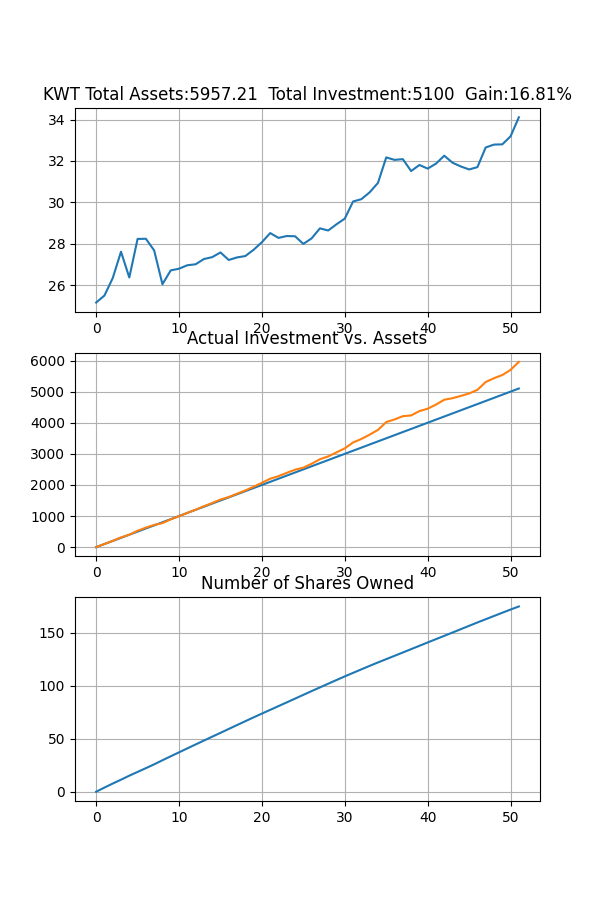 KWT Total Assets:5957.21  Total Investment:5100  Gain:16.81%
34
32
30
28
26
0 10 20 30 40 50
Actual Investment vs. Assets
6000
5000
4000
3000
2000
1000
0
0 10 20 30 40 50
Number of Shares Owned
150
100
50
0
0 10 20 30 40 50